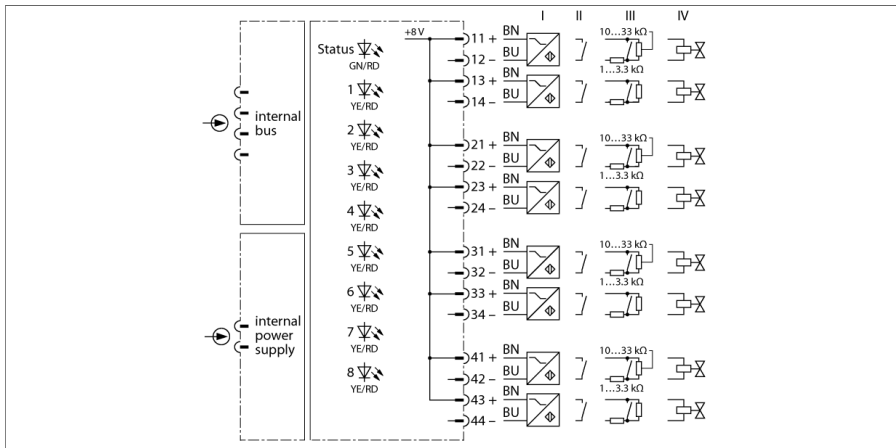 I II III IV
+8 V
Status
GN/RD
1
YE/RD
2
YE/RD
3
YE/RD
4
YE/RD
5
YE/RD
6
YE/RD
7
YE/RD
8
YE/RD
internal
bus
internal
power
supply
11 + BN 10…33 kΩ
12 – BU
13 + BN 1…3.3 kΩ
14 – BU
21 + BN 10…33 kΩ
22 – BU
23 + BN 1…3.3 kΩ
24 – BU
31 + BN 10…33 kΩ
32 – BU
33 + BN 1…3.3 kΩ
34 – BU
41 + BN 10…33 kΩ
42 – BU
43 + BN 1…3.3 kΩ
44 – BU